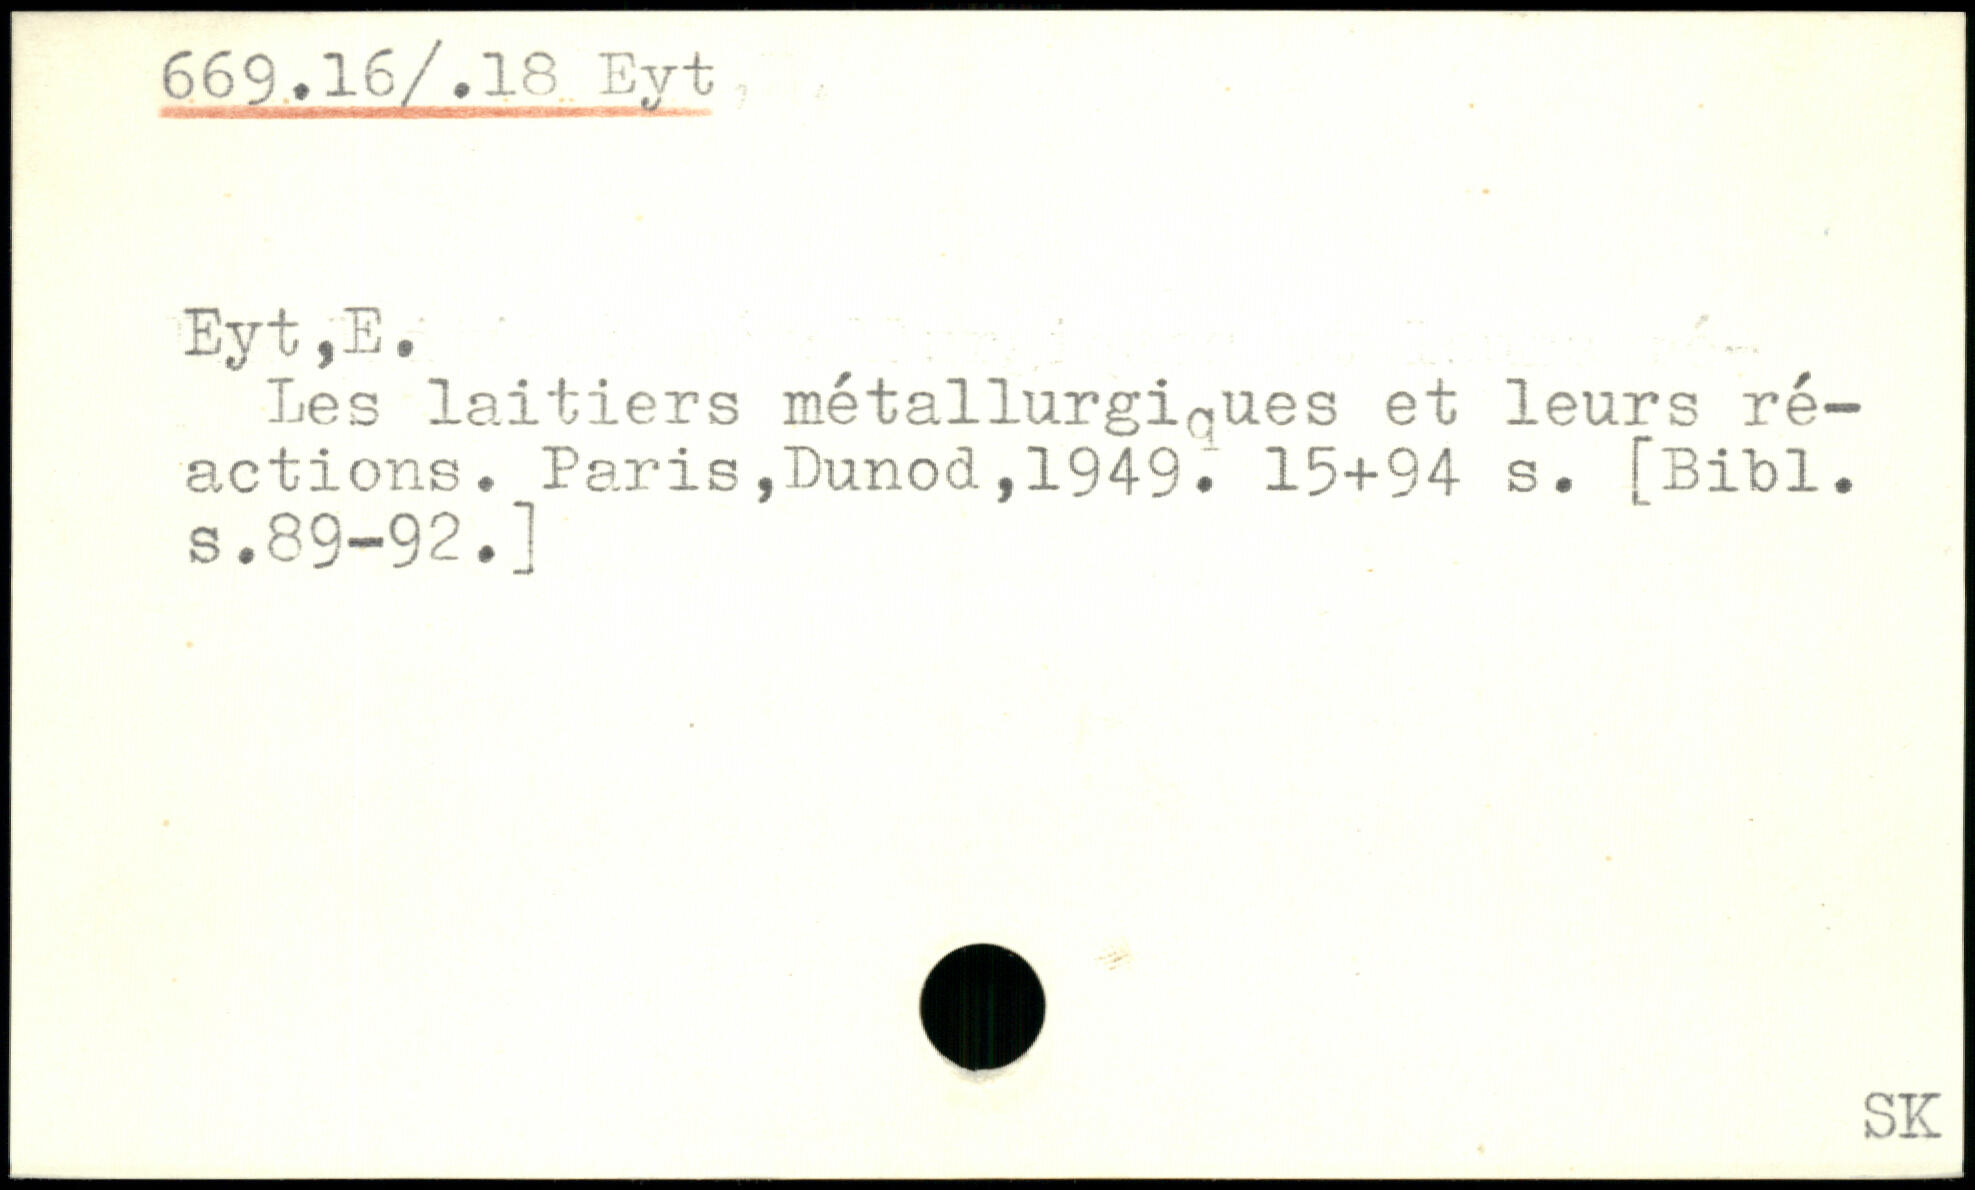 669.16/.18 Eyt
Eyt,E.
Les laitiers métallurgiques et leurs ré-
actions. Paris,Dunod,1949. 15+94 s. [Bibl.
s.89-92.]
SK